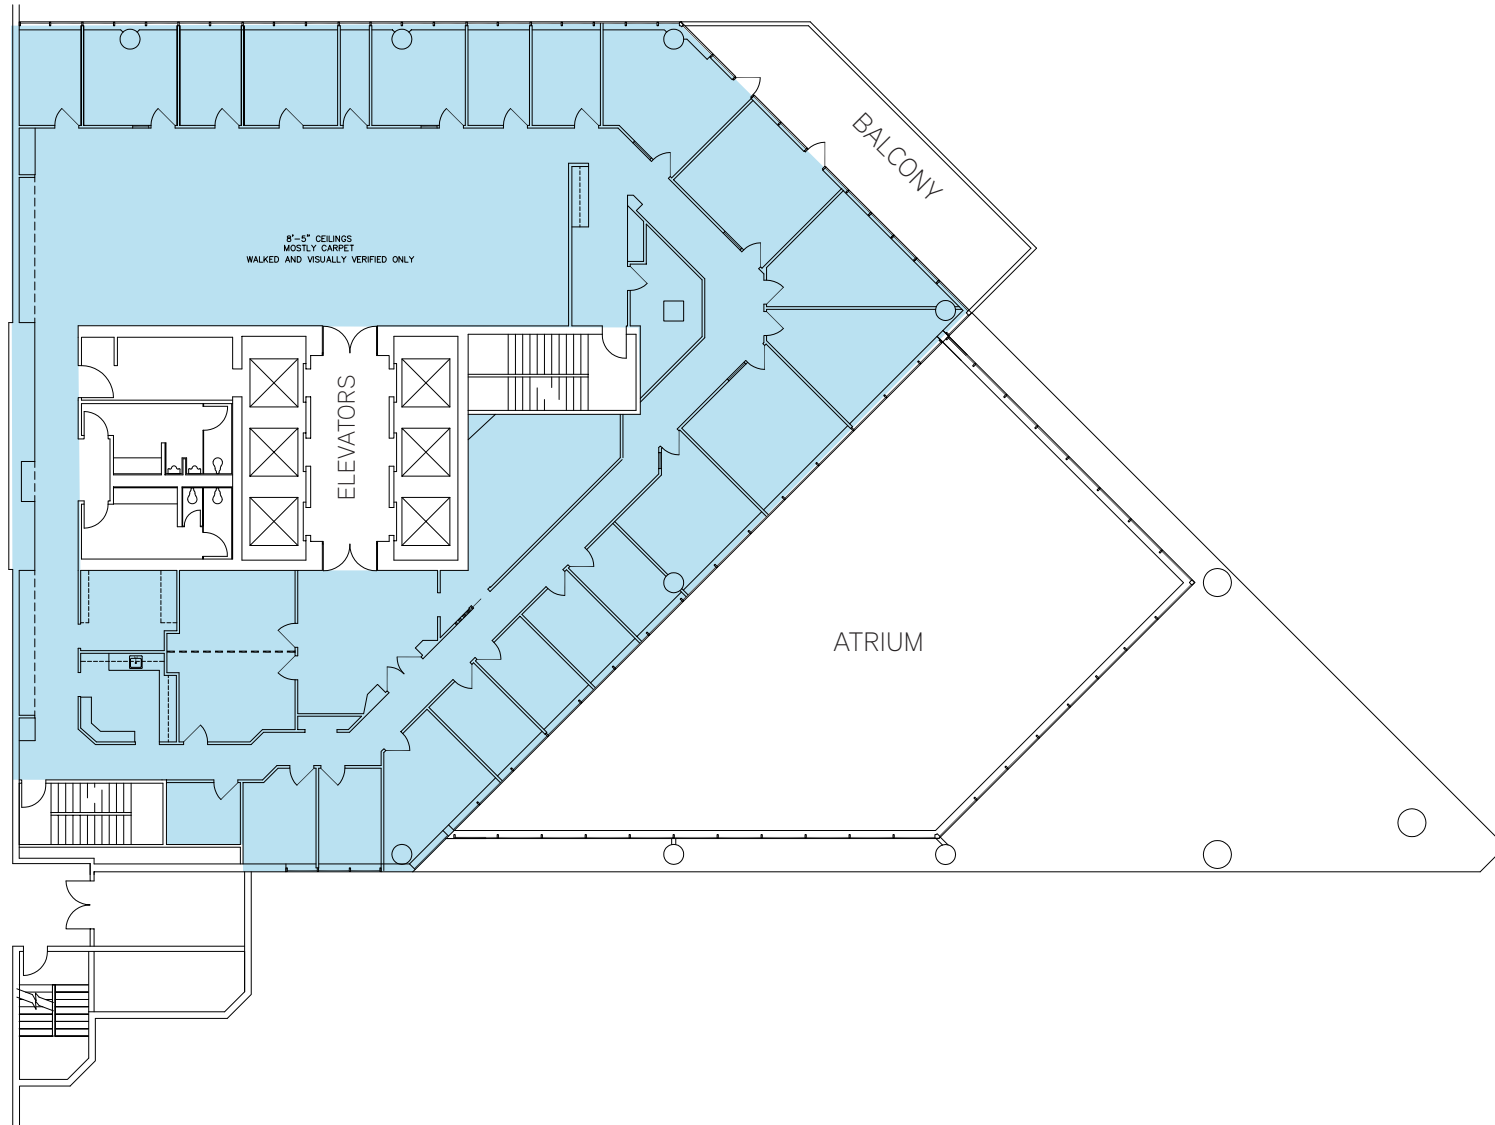 BALCONY
8'-5" CEILINGS
MOSTLY CARPET
WALKED AND VISUALLY VERIFIED ONLY
ELEVATORS
ATRIUM